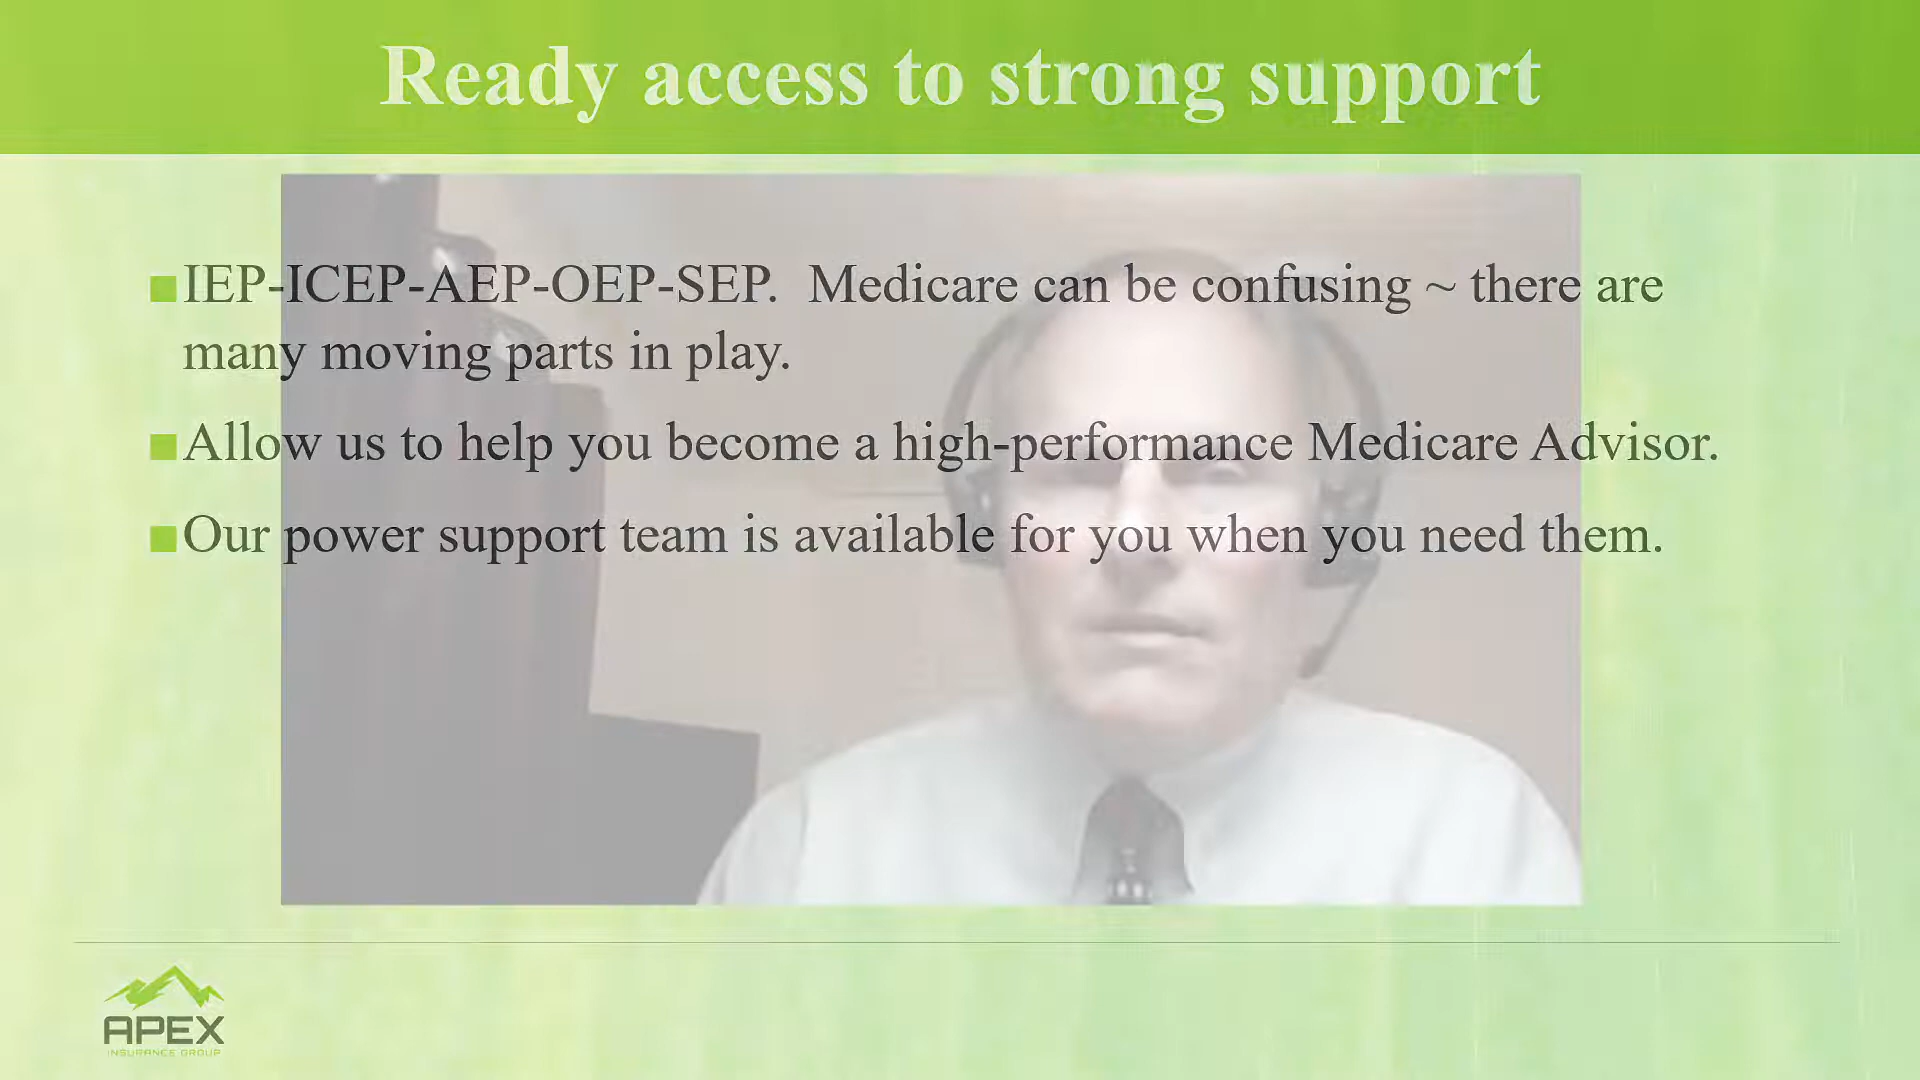 Ready access to strong support
IEP-ICEP-AEP-OEP-SEP. Medicare can be confusing ~ there are
many moving parts in play.
Allow us to help you become a high-performance Medicare Advisor.
Our power support team is available for you when you need them.
APEX
INSURANCE GROUP